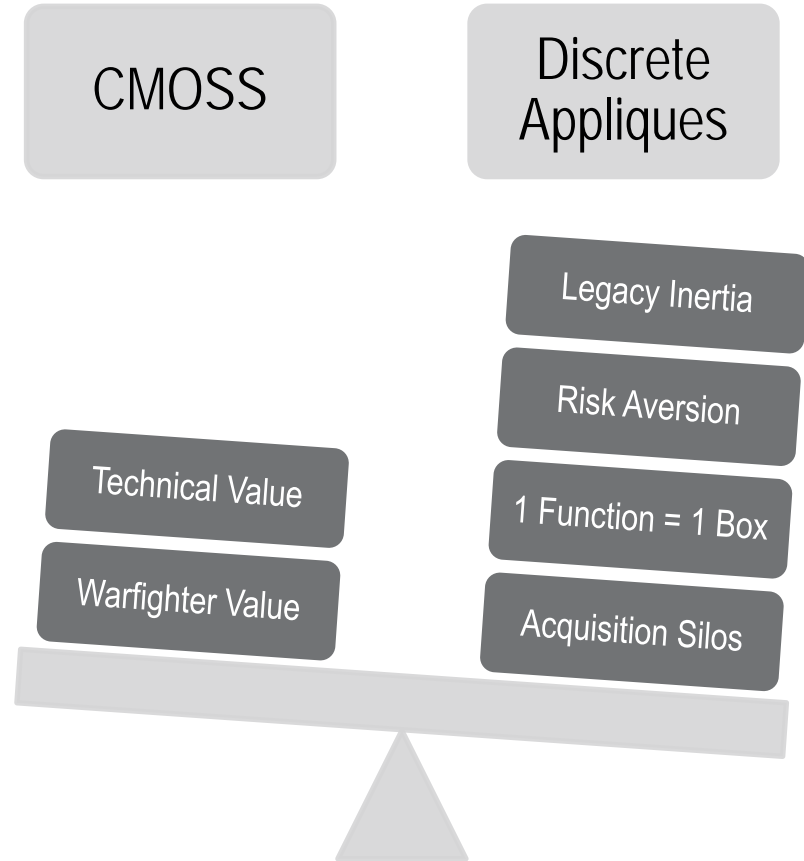 CMOSS
Discrete
Appliques
Legacy Inertia
Risk Aversion
1 Function = 1 Box
Acquisition Silos
Technical Value
Warfighter Value